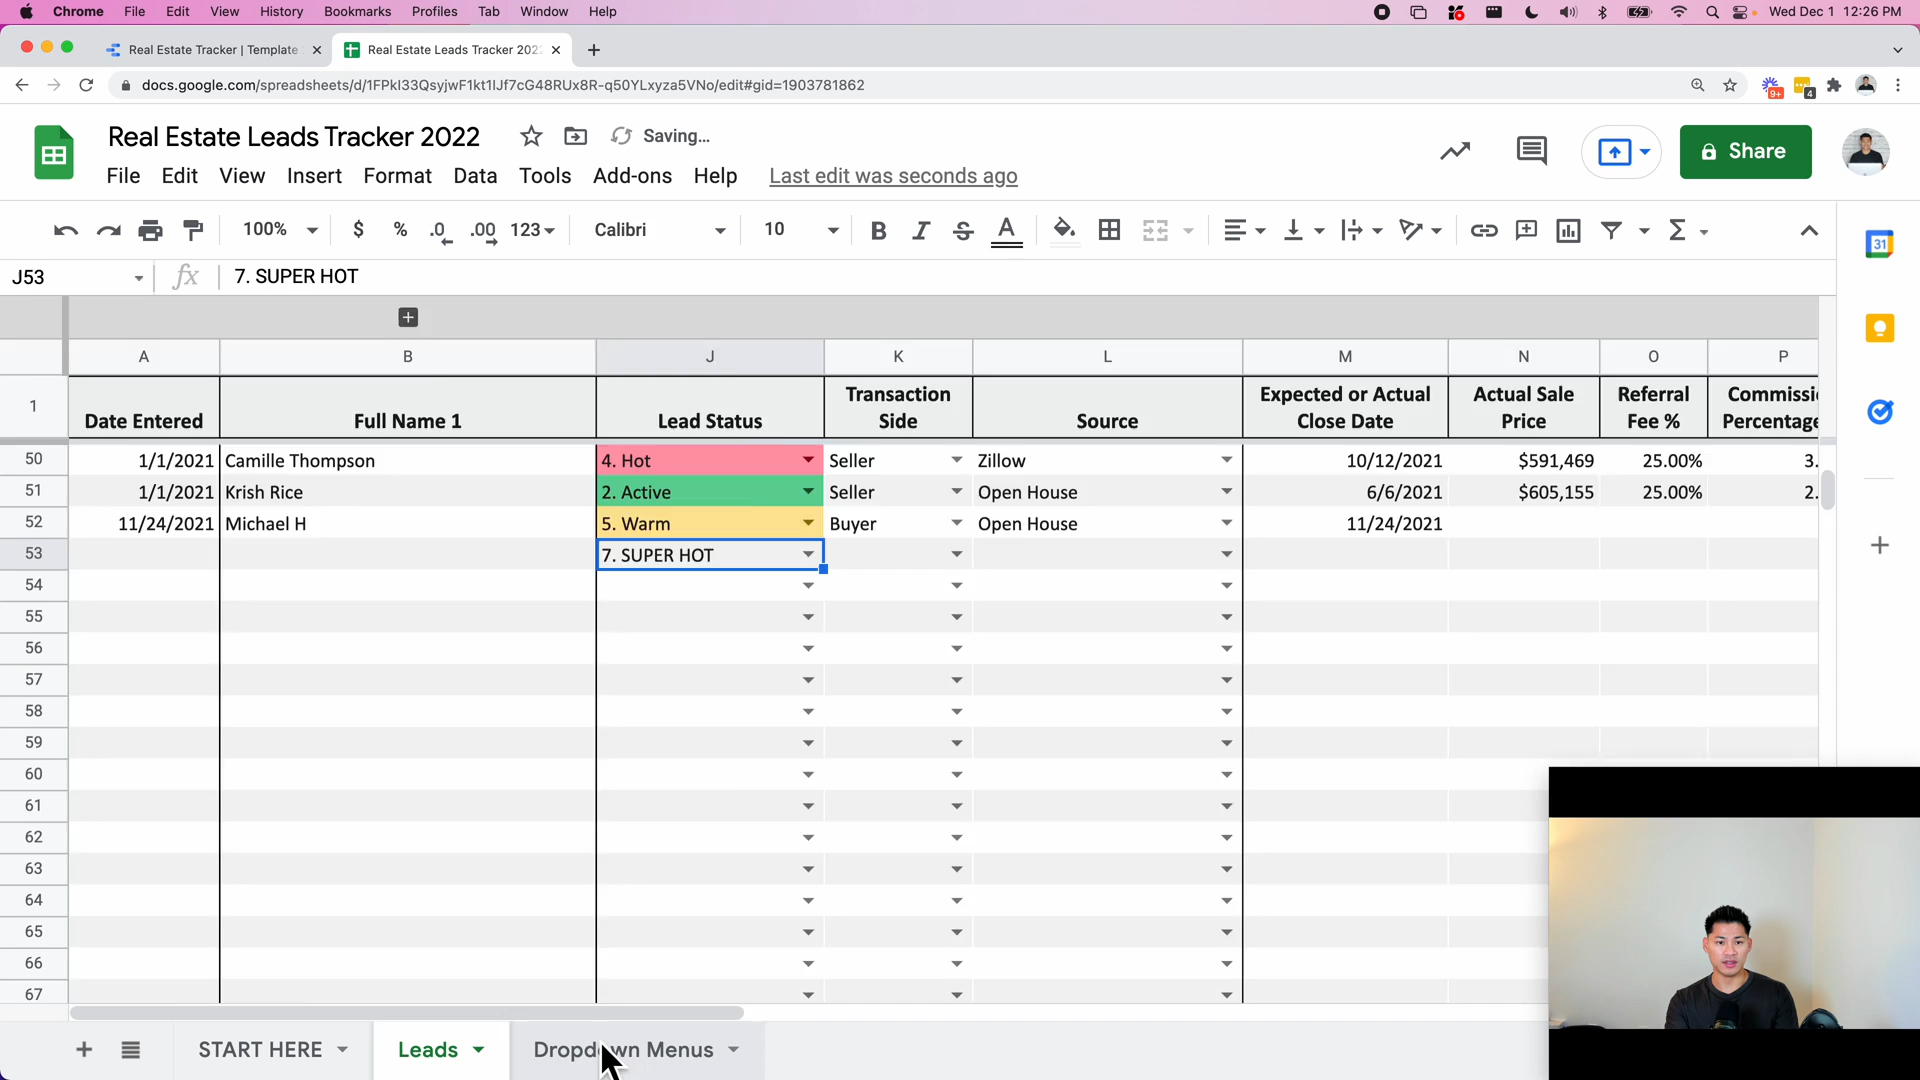 Chrome File Edit View History Bookmarks Profiles Tab Window Help Wed Dec 1 12:26 PM
Real Estate Tracker | Template Real Estate Leads Tracker 202
docs.google.com/spreadsheets/d/1FPkI33QsyjwF1kt1IJf7cG48RUx8R-q50YLxyza5VNo/edit#gid=1903781862 9+ 4
Real Estate Leads Tracker 2022 Saving…
Share
File Edit View Insert Format Data Tools Add-ons Help Last edit was seconds ago
100% $ % .0 .00 123 Calibri 10 B I S A Σ
31
J53 fx 7. SUPER HOT
A B J K L M N O P
1 Date Entered Full Name 1 Lead Status Transaction Side Source Expected or Actual Close Date Actual Sale Price Referral Fee % Commissi Percentage
50 1/1/2021 Camille Thompson 4. Hot Seller Zillow 10/12/2021 $591,469 25.00% 3.
51 1/1/2021 Krish Rice 2. Active Seller Open House 6/6/2021 $605,155 25.00% 2.
52 11/24/2021 Michael H 5. Warm Buyer Open House 11/24/2021
53 7. SUPER HOT
54
55
56
57
58
59
60
61
62
63
64
65
66
67
START HERE Leads Dropdown Menus